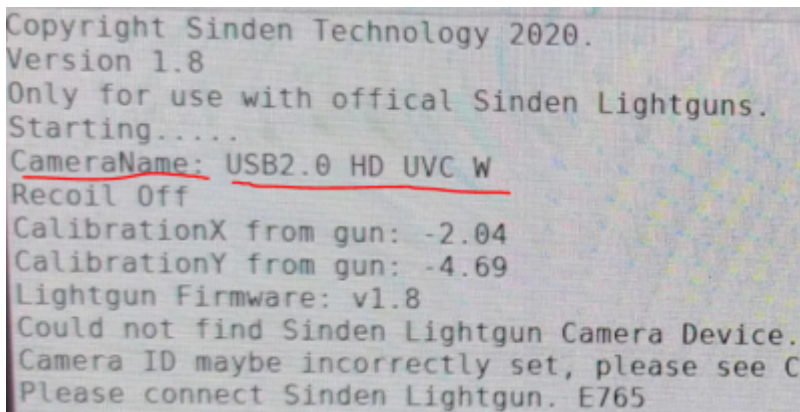 Copyright Sinden Technology 2020.
Version 1.8
Only for use with offical Sinden Lightguns.
Starting.....
CameraName: USB2.0 HD UVC W
Recoil Off
CalibrationX from gun: -2.04
CalibrationY from gun: -4.69
Lightgun Firmware: v1.8
Could not find Sinden Lightgun Camera Device.
Camera ID maybe incorrectly set, please see C
Please connect Sinden Lightgun. E765